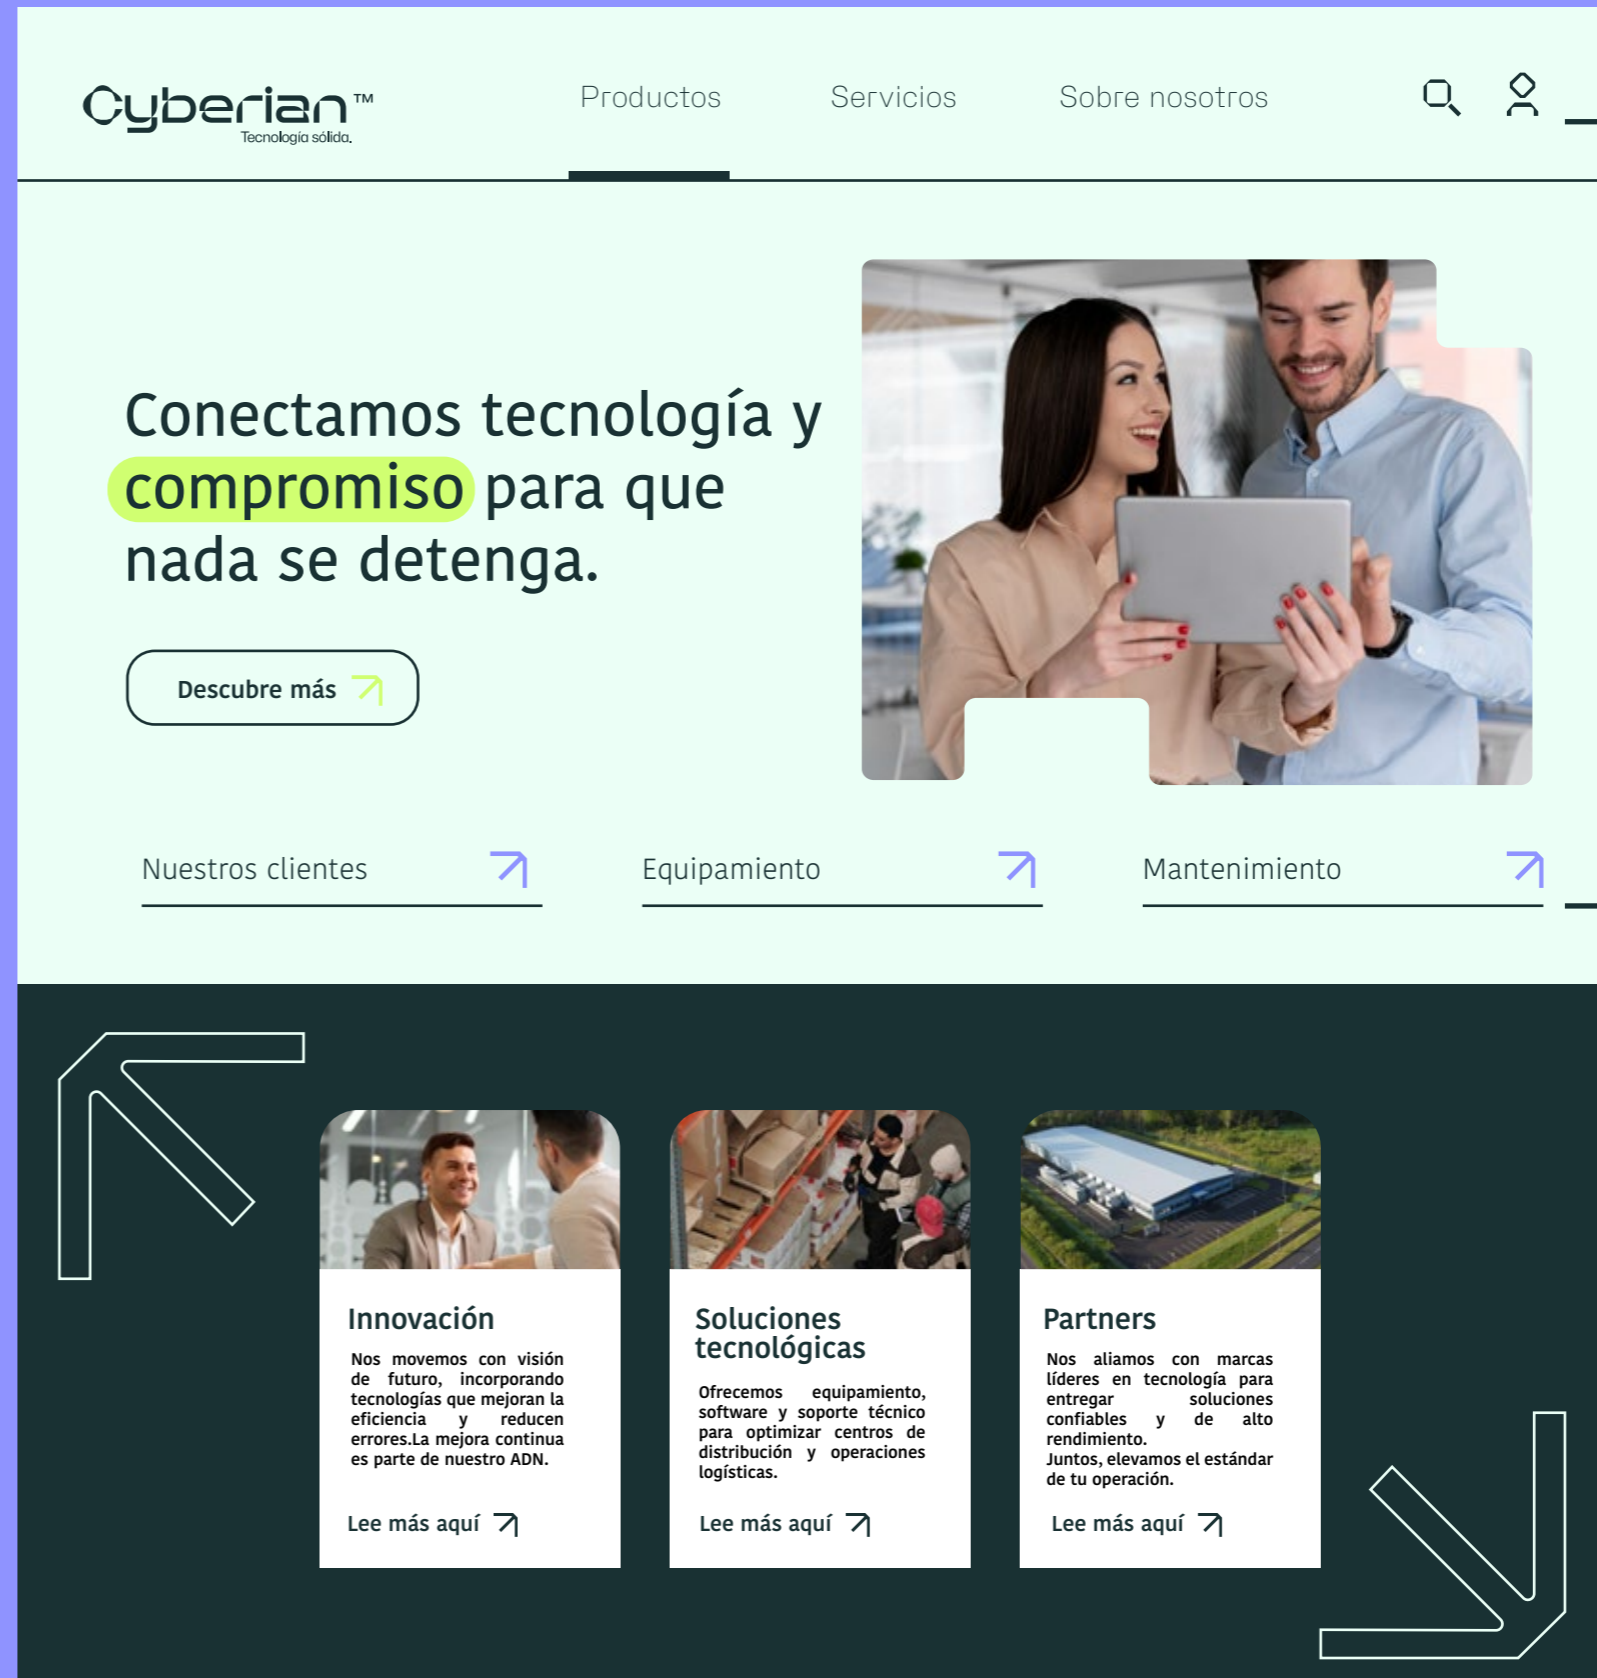 Cyberian™
Tecnología sólida.
Productos
Servicios
Sobre nosotros
Conectamos tecnología y
compromiso para que
nada se detenga.
Descubre más
Nuestros clientes
Equipamiento
Mantenimiento
Innovación
Nos movemos con visión
de futuro, incorporando
tecnologías que mejoran la
eficiencia y reducen
errores.La mejora continua
es parte de nuestro ADN.
Lee más aquí
Soluciones
tecnológicas
Ofrecemos equipamiento,
software y soporte técnico
para optimizar centros de
distribución y operaciones
logísticas.
Lee más aquí
Partners
Nos aliamos con marcas
líderes en tecnología para
entregar soluciones
confiables y de alto
rendimiento.
Juntos, elevamos el estándar
de tu operación.
Lee más aquí